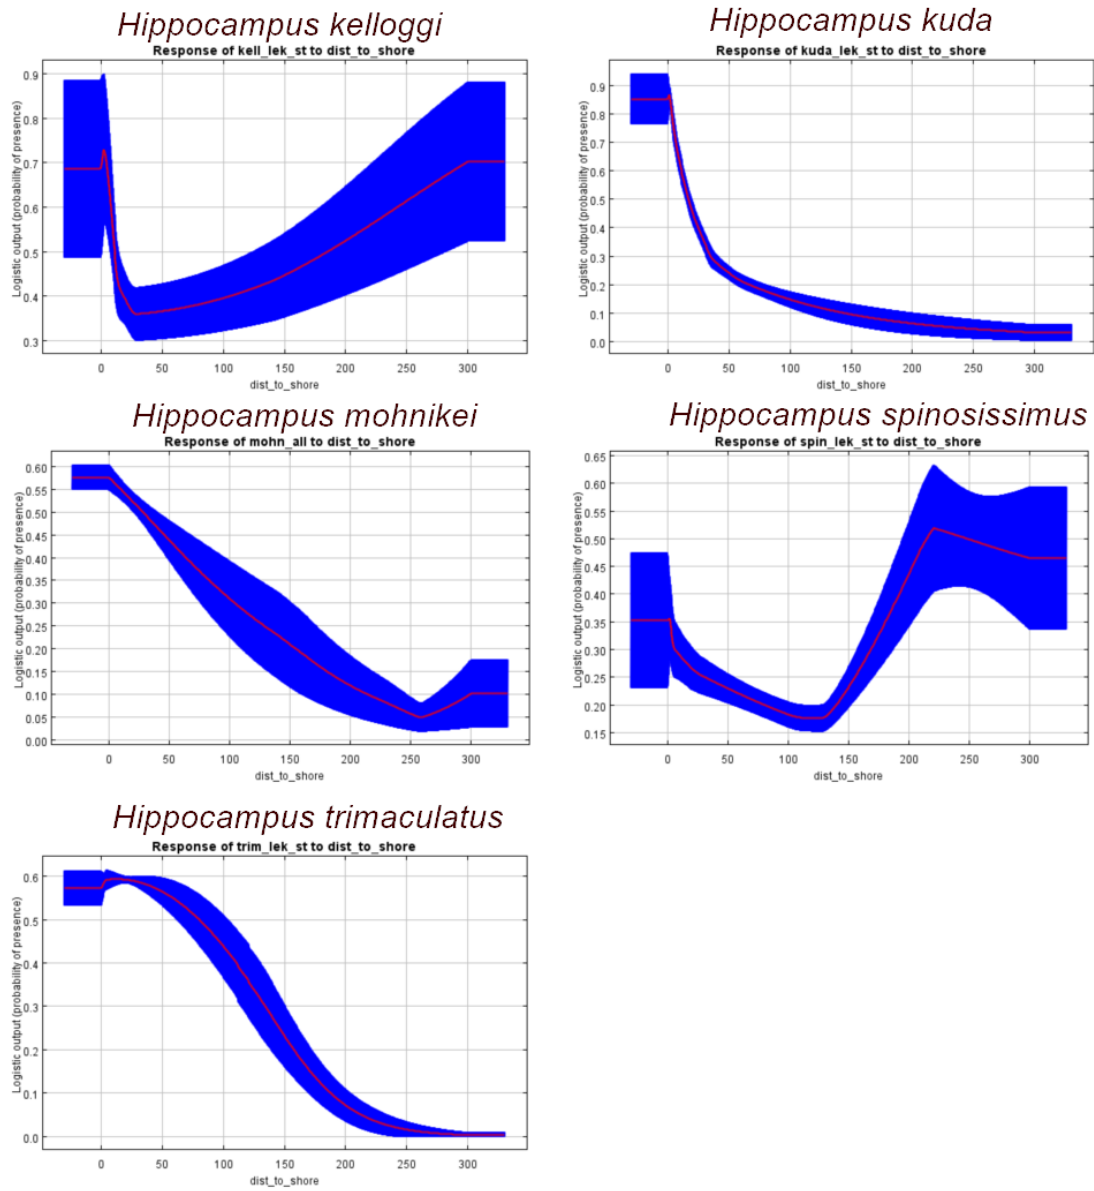 Hippocampus kelloggi
Response of kell_lek_st to dist_to_shore
Logistic output (probability of presence)
0.9
0.8
0.7
0.6
0.5
0.4
0.3
0 50 100 150 200 250 300
dist_to_shore
Hippocampus kuda
Response of kuda_lek_st to dist_to_shore
Logistic output (probability of presence)
0.9
0.8
0.7
0.6
0.5
0.4
0.3
0.2
0.1
0.0
0 50 100 150 200 250 300
dist_to_shore
Hippocampus mohnikei
Response of mohn_all to dist_to_shore
Logistic output (probability of presence)
0.60
0.55
0.50
0.45
0.40
0.35
0.30
0.25
0.20
0.15
0.10
0.05
0.00
0 50 100 150 200 250 300
dist_to_shore
Hippocampus spinosissimus
Response of spin_lek_st to dist_to_shore
Logistic output (probability of presence)
0.65
0.60
0.55
0.50
0.45
0.40
0.35
0.30
0.25
0.20
0.15
0 50 100 150 200 250 300
dist_to_shore
Hippocampus trimaculatus
Response of trim_lek_st to dist_to_shore
Logistic output (probability of presence)
0.6
0.5
0.4
0.3
0.2
0.1
0.0
0 50 100 150 200 250 300
dist_to_shore